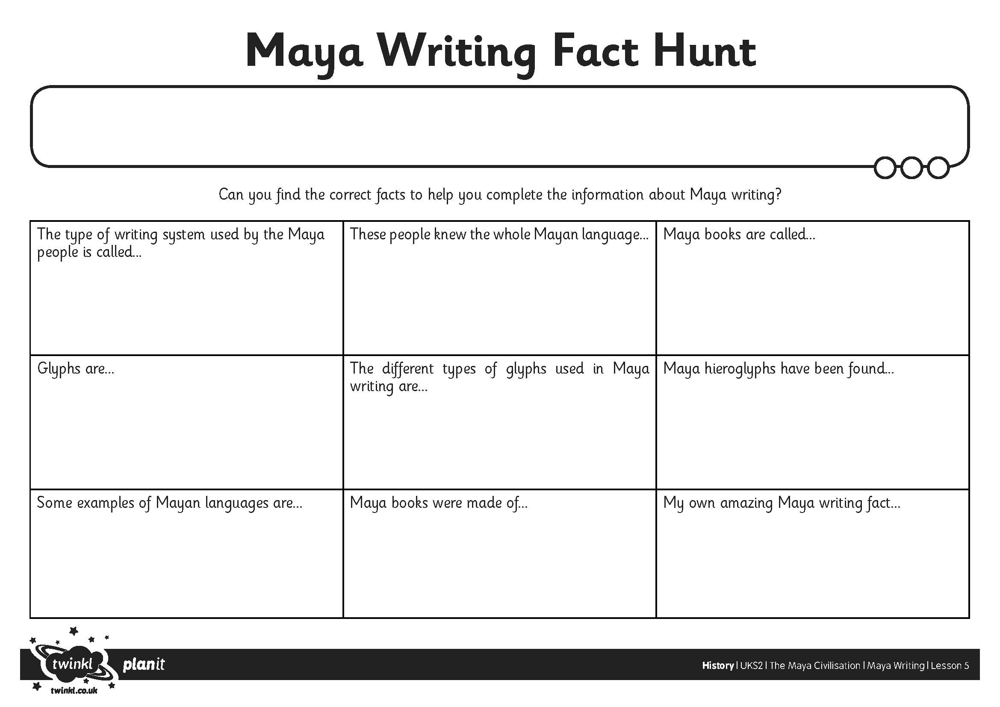 Maya Writing Fact Hunt
Can you find the correct facts to help you complete the information about Maya writing?
The type of writing system used by the Maya
people is called...
These people knew the whole Mayan language...
Maya books are called...
Glyphs are...
The different types of glyphs used in Maya
writing are...
Maya hieroglyphs have been found...
Some examples of Mayan languages are...
Maya books were made of...
My own amazing Maya writing fact...
twinkl
planit
twinkl.co.uk
History | UKS2 | The Maya Civilisation | Maya Writing | Lesson 5